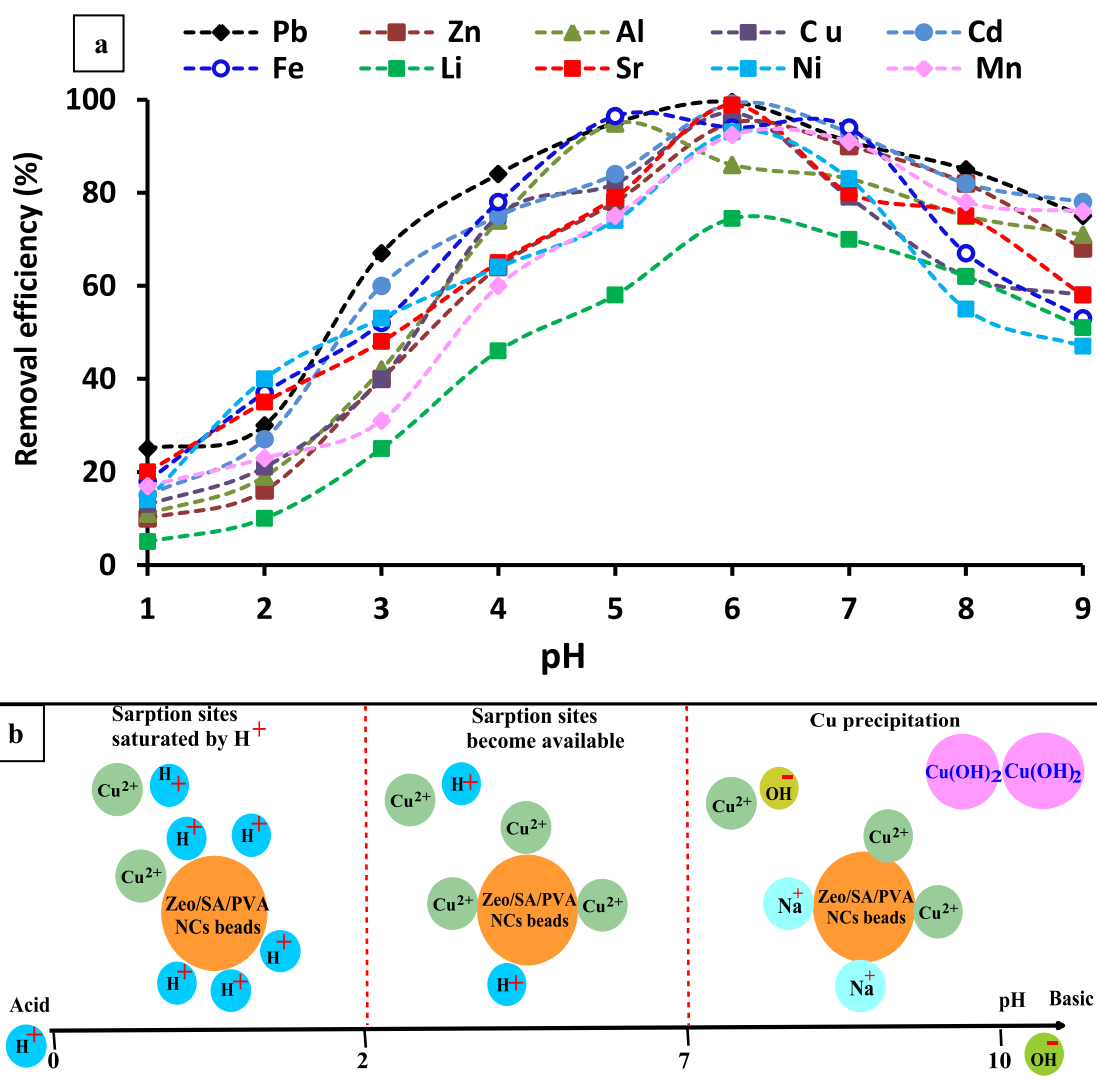 a
Pb Zn Al C u Cd
Fe Li Sr Ni Mn
Removal efficiency (%)
100
80
60
40
20
0
1 2 3 4 5 6 7 8 9
pH
b
Sarption sites
saturated by H+
Sarption sites
become available
Cu precipitation
Cu2+ H+
H+ H+
Cu2+
Zeo/SA/PVA
NCs beads
H+
H+ H+
Cu2+ H+
Cu2+
Cu2+ Zeo/SA/PVA Cu2+
NCs beads
H+
Cu2+ OH-
Cu(OH)2 Cu(OH)2
Cu2+
Na+ Zeo/SA/PVA Cu2+
NCs beads
Na+
Acid
H+
pH Basic
0 2 7 10
OH-